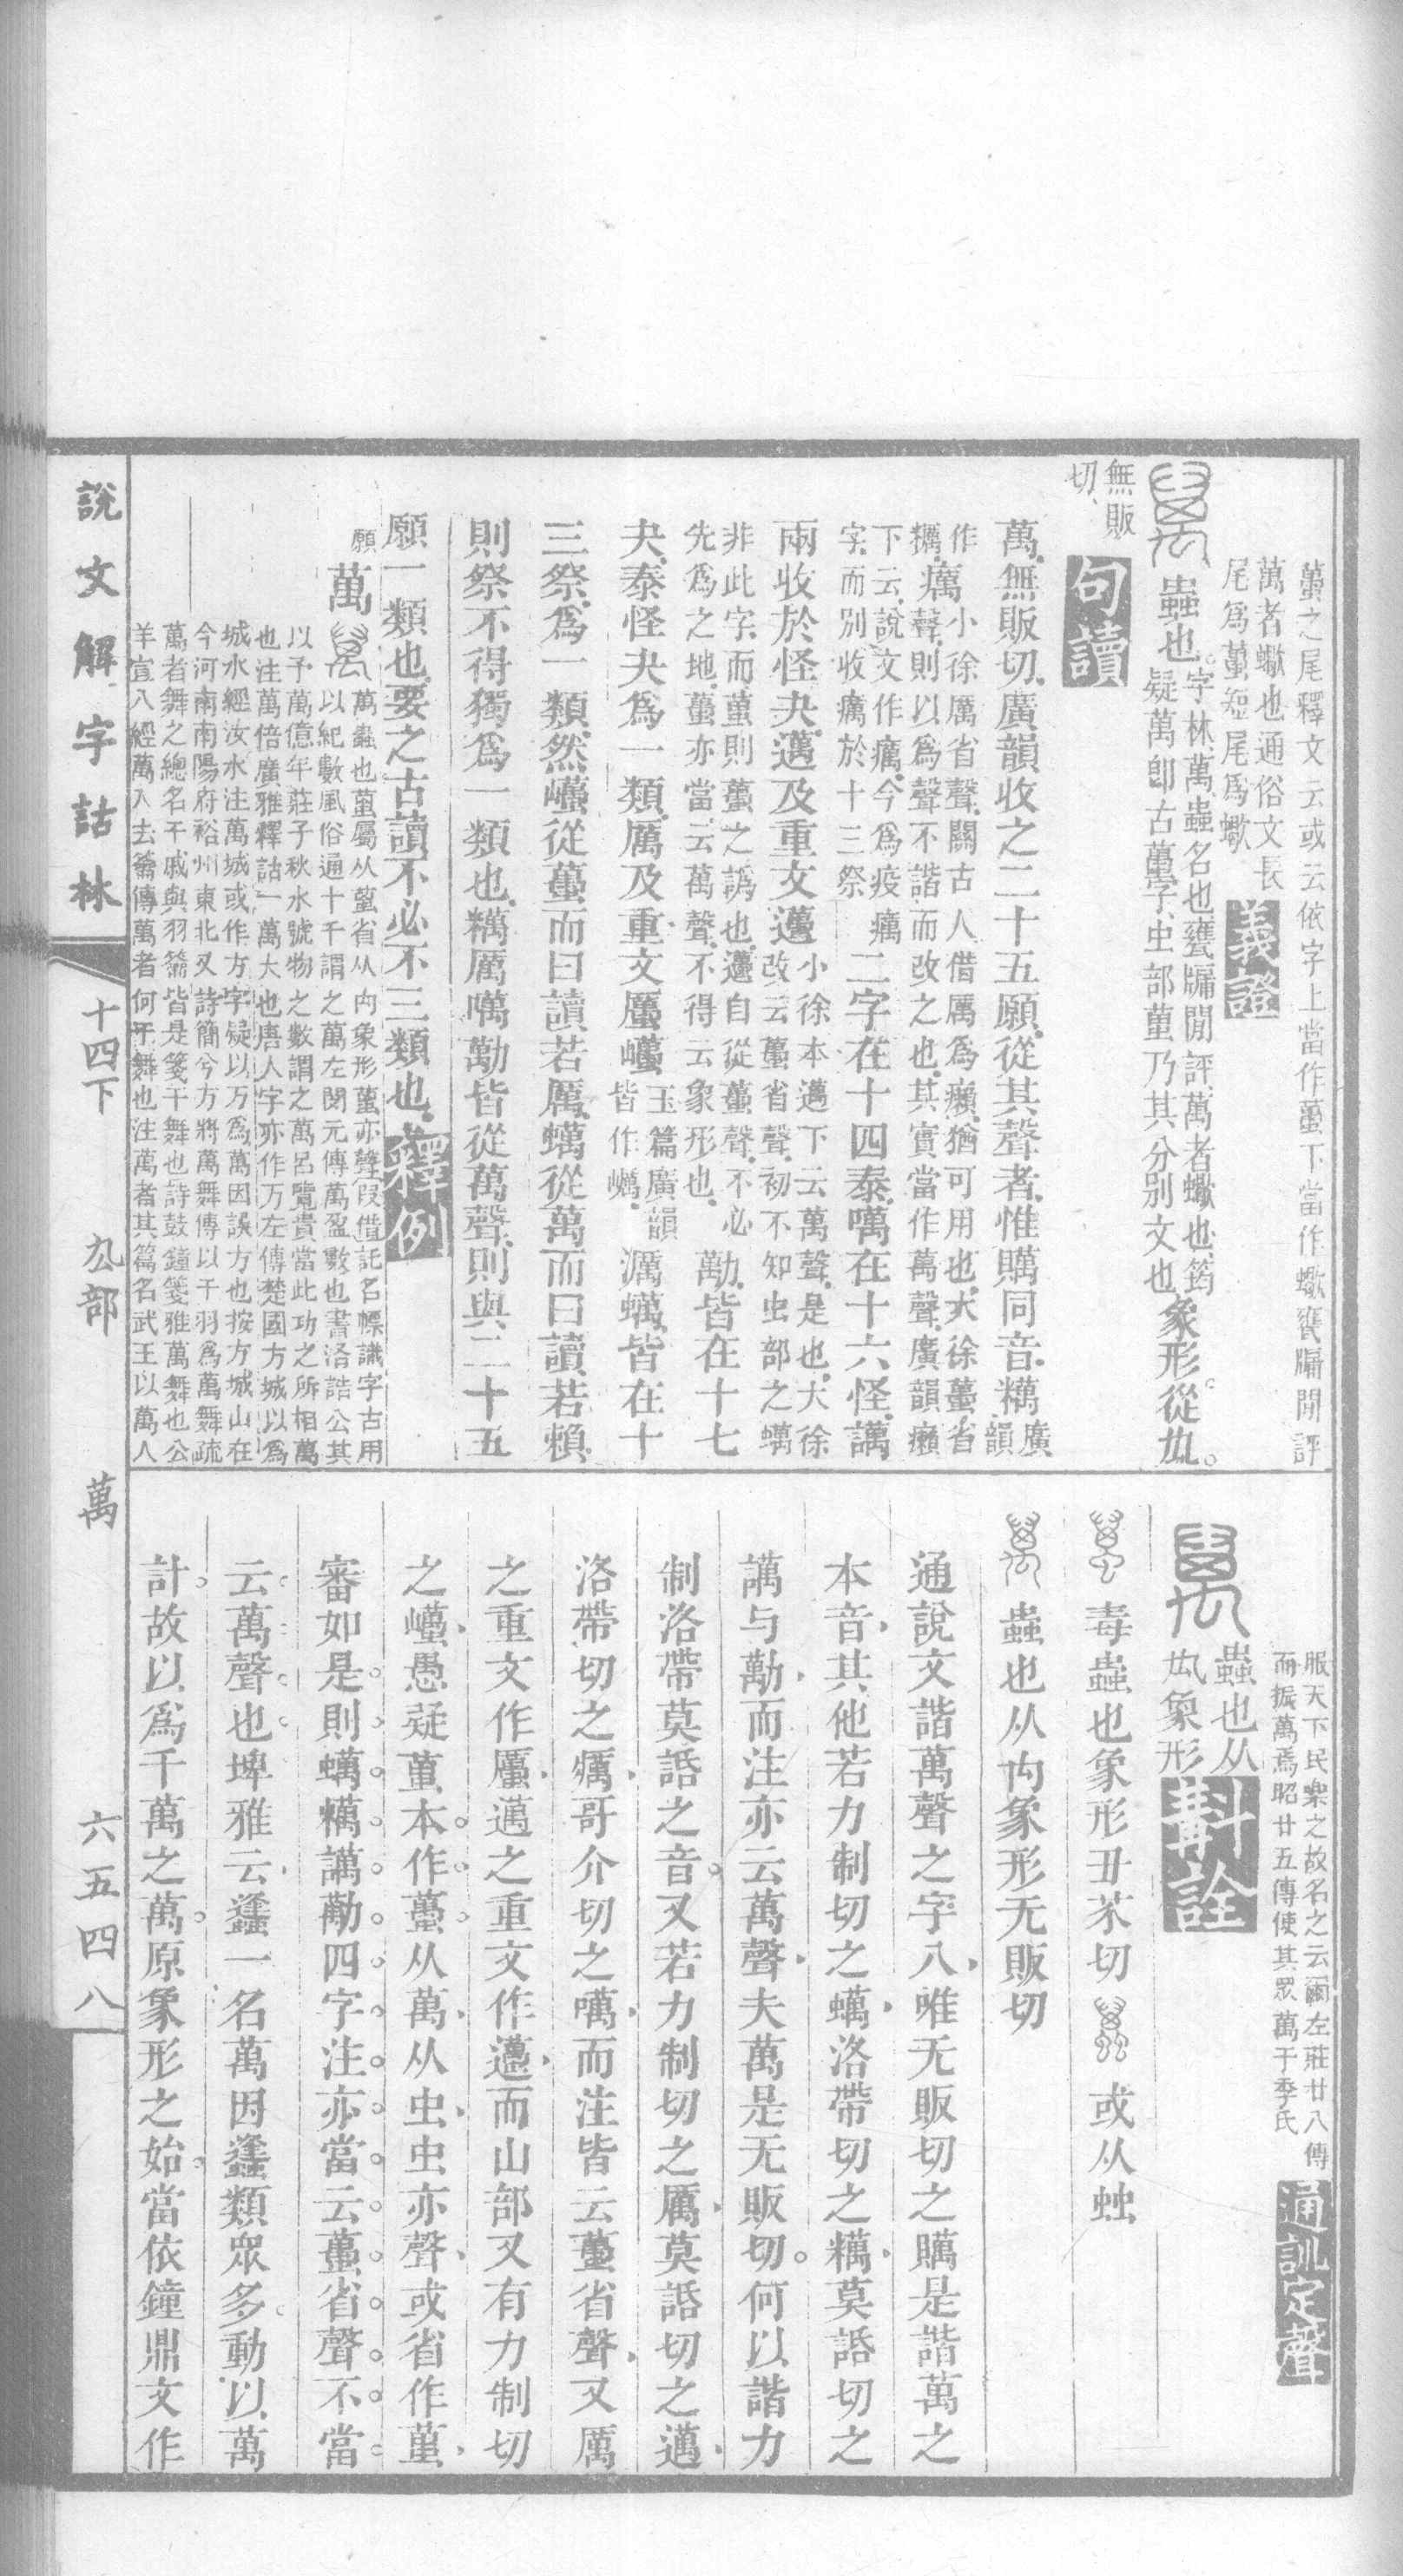 蠆之尾釋文云或云依字上當作蠆下當作蠍甕牖閒評
萬者蠍也通俗文長
尾爲蠆短尾爲蠍
義證
蟲也。
字林萬蟲名也甕牖閒評萬者蠍也筠
疑萬卽古蠆字虫部蠆乃其分别文也
象形。從厹。
無販
切、
句讀
萬、無販切、廣韻收之二十五願、從其聲者、惟贎同音、糲
廣
韻
作
糲、
癘
小徐厲省聲、闕古人借厲爲癩、猶可用也、大徐蠆省
聲、則以爲聲不諧而改之也、其實當作萬聲、廣韻癩
下云、說文作癘、今爲疫癘
字、而別收癘於十三祭
二字在十四泰、噧在十六怪、講
兩收於怪夬、邁及重文𨘷
小徐本邁下云萬聲、是也、大徐
改云蠆省聲、初不知虫部之蠇
非此字、而蠆則蠆之譌也、𨘷自從蠆聲、不必
先爲之地、蠆亦當云萬聲、不得云象形也、
勱、皆在十七
夬、泰怪夬爲一類、厲及重文𧓽巁
玉篇廣韻
皆作㠣、
濿蠇、皆在十
三祭、爲一類、然巁從蠆而曰讀若厲、蠇從萬而曰讀若賴、
則祭不得獨爲一類也、糲厲噧勱皆從萬聲、則與二十五
願一類也、要之古讀不必不三類也、
釋例
願
萬
萬蟲也蠆屬从蠆省从禸象形蠆亦聲叚借託名幖識字古用
以紀數風俗通十千謂之萬左閔元傳萬盈數也書洛誥公其
以予萬億年莊子秋水號物之數謂之萬呂覽貴當此功之所相萬
也注萬倍廣雅釋詁一萬大也唐人字亦作万左傳楚國方城以爲
城水經汝水注萬城或作方字疑以万爲萬因誤方也按方城山在
今河南南陽府裕州東北又詩簡兮方將萬舞傳以干羽爲萬舞疏
萬者舞之總名干戚與羽籥皆是箋干舞也詩鼓鐘箋雅萬舞也公
羊宣八經萬入去籥傳萬者何干舞也注萬者其篇名武王以萬人
服天下民樂之故名之云爾左莊廿八傳
而振萬焉昭廿五傳使其眾萬于季氏
通訓定聲
蟲也从
厹象形
斠詮
毒蟲也象形丑芥切
或从䖵
蟲也从禸象形无販切
通說文諧萬聲之字八、唯无販切之贎是諧萬之
本音、其他若力制切之蠇、洛帶切之糲、莫話切之
講与勱、而注亦云萬聲、夫萬是无販切。何以諧力
制洛帶莫話之音。又若力制切之厲、莫話切之邁、
洛帶切之癘、哥介切之噧、而注皆云蠆省聲、又厲
之重文作𧓽、邁之重文作𨘷、而山部又有力制切
之巁、愚疑蠆、本。作。蠆。从萬、从虫、虫亦聲、或省作蠆、
審如是。則。蠇。糲。講。勱。四。字。注。亦。當。云。蠆。省。聲。不。當。
云。萬。聲。也。埤雅云、蠭一名萬因蠭類眾多、動以萬
計。故以爲千萬之萬。原象形之始。當依鐘鼎文作
說文解字詁林
十四下
厹部
萬
六五四八